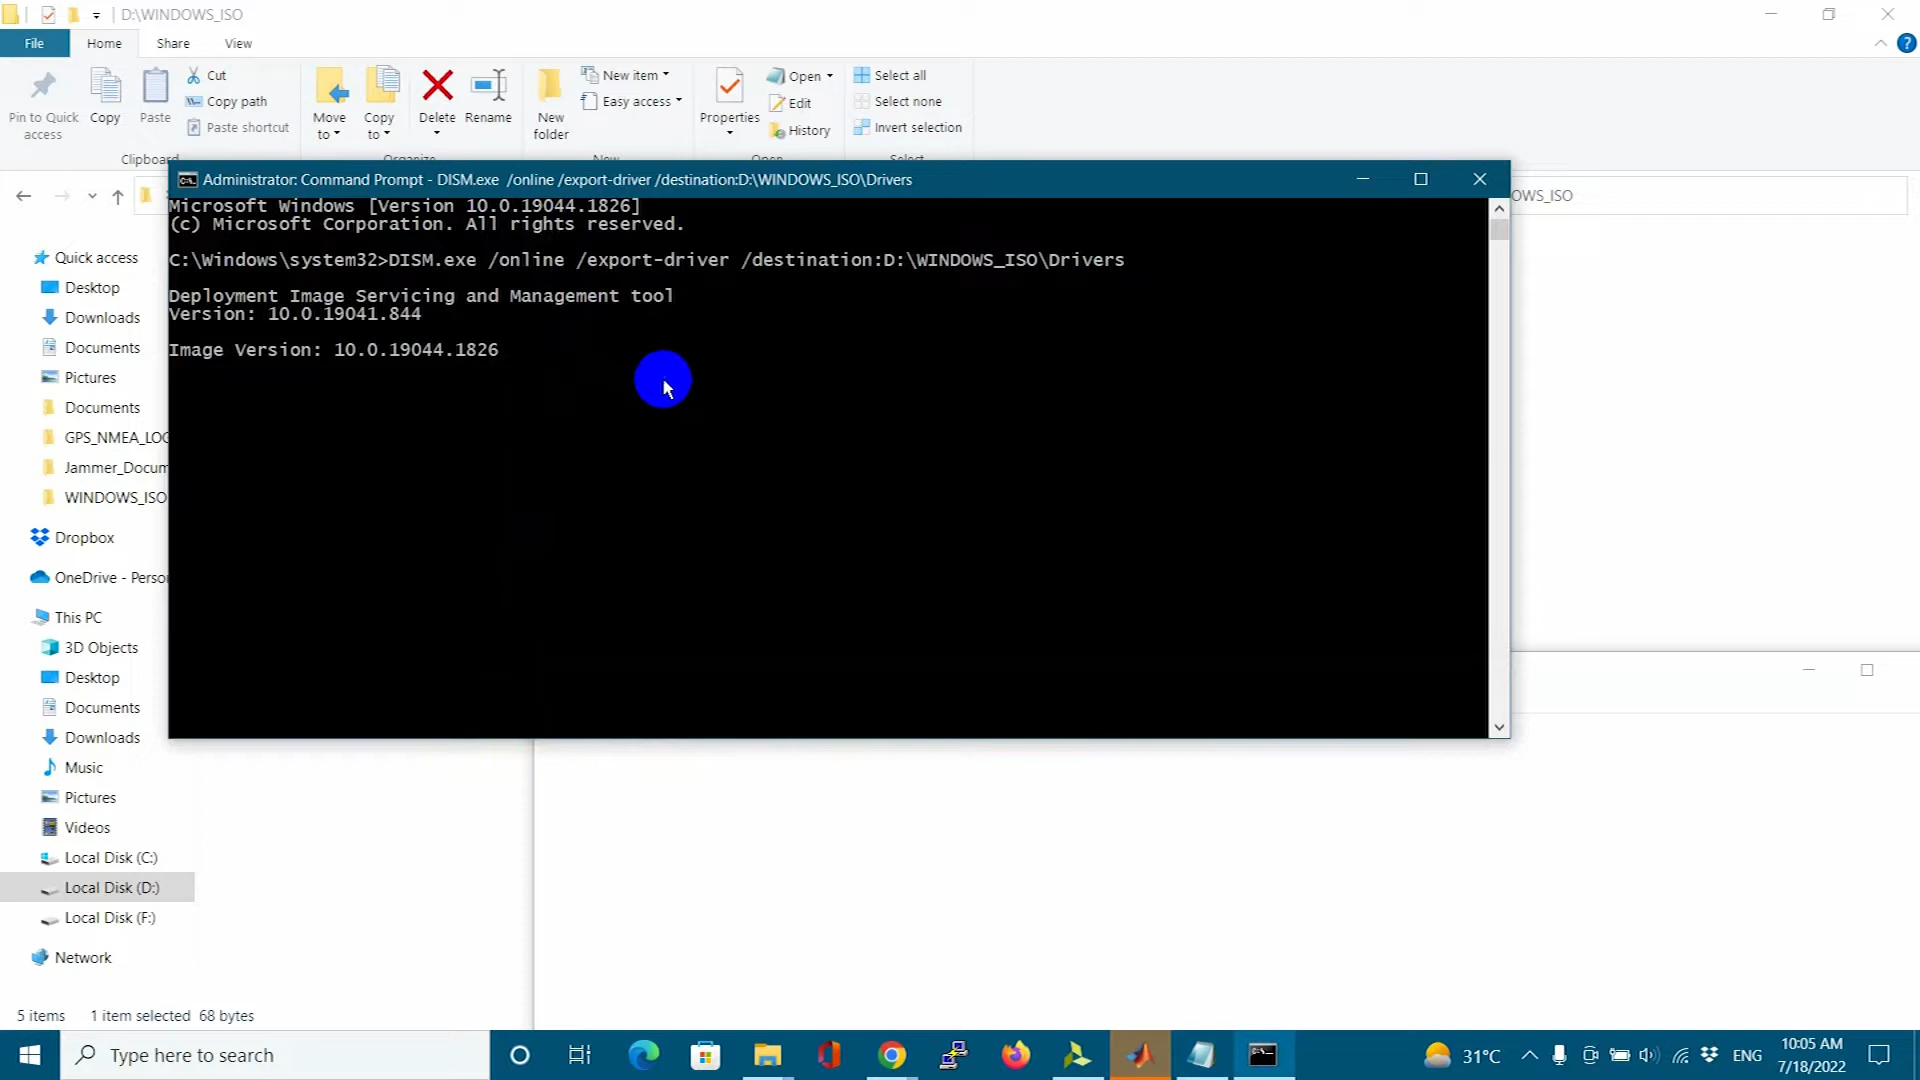 D:\WINDOWS_ISO
File Home Share View
Pin to Quick access
Copy
Paste
Cut
Copy path
Paste shortcut
Move to
Copy to
Delete
Rename
New folder
New item
Easy access
Properties
Open
Edit
History
Select all
Select none
Invert selection
Clipboard Organize New Open Select
Administrator: Command Prompt - DISM.exe /online /export-driver /destination:D:\WINDOWS_ISO\Drivers
OWS_ISO
Microsoft Windows [Version 10.0.19044.1826]
(c) Microsoft Corporation. All rights reserved.
C:\Windows\system32>DISM.exe /online /export-driver /destination:D:\WINDOWS_ISO\Drivers
Deployment Image Servicing and Management tool
Version: 10.0.19041.844
Image Version: 10.0.19044.1826
Quick access
Desktop
Downloads
Documents
Pictures
Documents
GPS_NMEA_LOG
Jammer_Docum
WINDOWS_ISO
Dropbox
OneDrive - Perso
This PC
3D Objects
Desktop
Documents
Downloads
Music
Pictures
Videos
Local Disk (C:)
Local Disk (D:)
Local Disk (F:)
Network
5 items 1 item selected 68 bytes
Type here to search
31°C
ENG
10:05 AM
7/18/2022